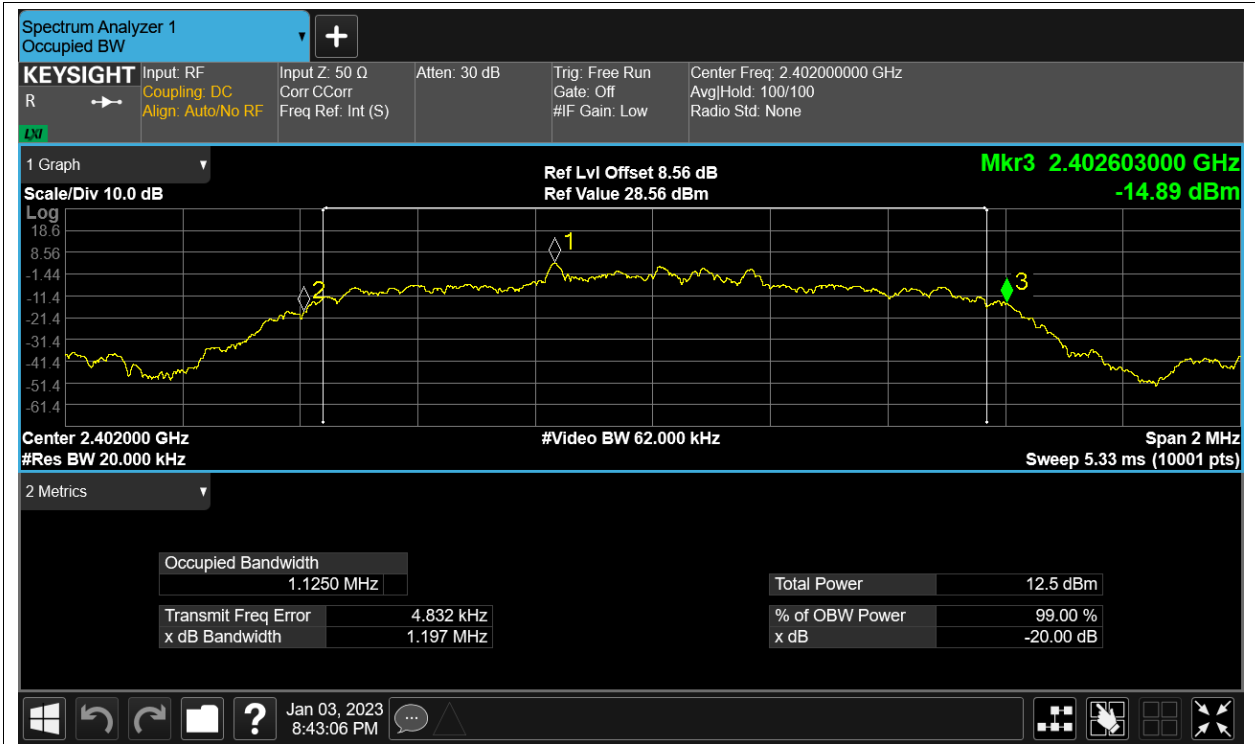 Spectrum Analyzer 1
Occupied BW
KEYSIGHT
R
LXI
Input: RF
Coupling: DC
Align: Auto/No RF
Input Z: 50 Ω
Corr CCorr
Freq Ref: Int (S)
Atten: 30 dB
Trig: Free Run
Gate: Off
#IF Gain: Low
Center Freq: 2.402000000 GHz
Avg|Hold: 100/100
Radio Std: None
1 Graph
Scale/Div 10.0 dB
Ref Lvl Offset 8.56 dB
Ref Value 28.56 dBm
Mkr3 2.402603000 GHz
-14.89 dBm
Log
18.6
8.56
-1.44
-11.4
-21.4
-31.4
-41.4
-51.4
-61.4
1
2
3
Center 2.402000 GHz
#Res BW 20.000 kHz
#Video BW 62.000 kHz
Span 2 MHz
Sweep 5.33 ms (10001 pts)
2 Metrics
Occupied Bandwidth
1.1250 MHz
Transmit Freq Error 4.832 kHz
x dB Bandwidth 1.197 MHz
Total Power 12.5 dBm
% of OBW Power 99.00 %
x dB -20.00 dB
?
Jan 03, 2023
8:43:06 PM